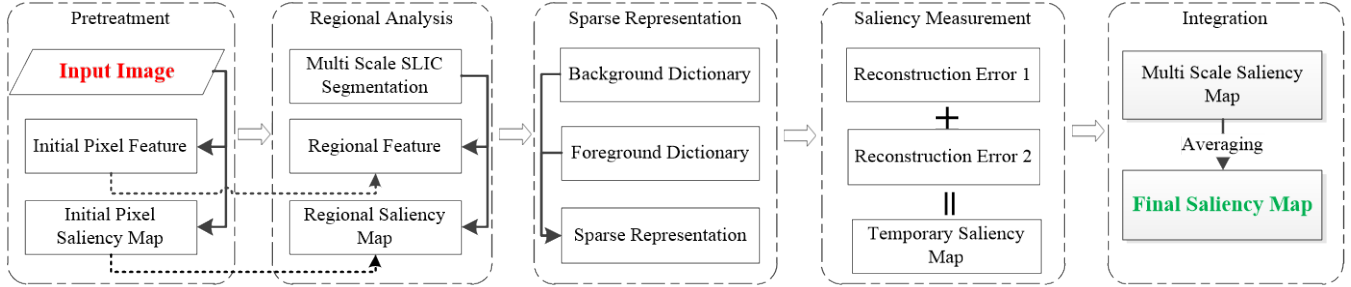 Pretreatment
Input Image
Initial Pixel Feature
Initial Pixel
Saliency Map
Regional Analysis
Multi Scale SLIC
Segmentation
Regional Feature
Regional Saliency
Map
Sparse Representation
Background Dictionary
Foreground Dictionary
Sparse Representation
Saliency Measurement
Reconstruction Error 1
+
Reconstruction Error 2
=
Temporary Saliency
Map
Integration
Multi Scale Saliency
Map
Averaging
Final Saliency Map